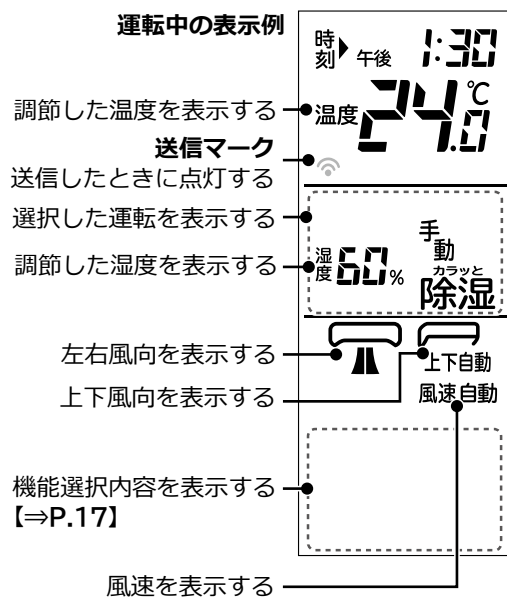 運転中の表示例
時刻 午後 1:30
調節した温度を表示する
温度 24.0℃
送信マーク
送信したときに点灯する
選択した運転を表示する
手動
調節した湿度を表示する
湿度 60%
カラッと
除湿
左右風向を表示する
上下自動
上下風向を表示する
風速自動
機能選択内容を表示する
【⇒P.17】
風速を表示する